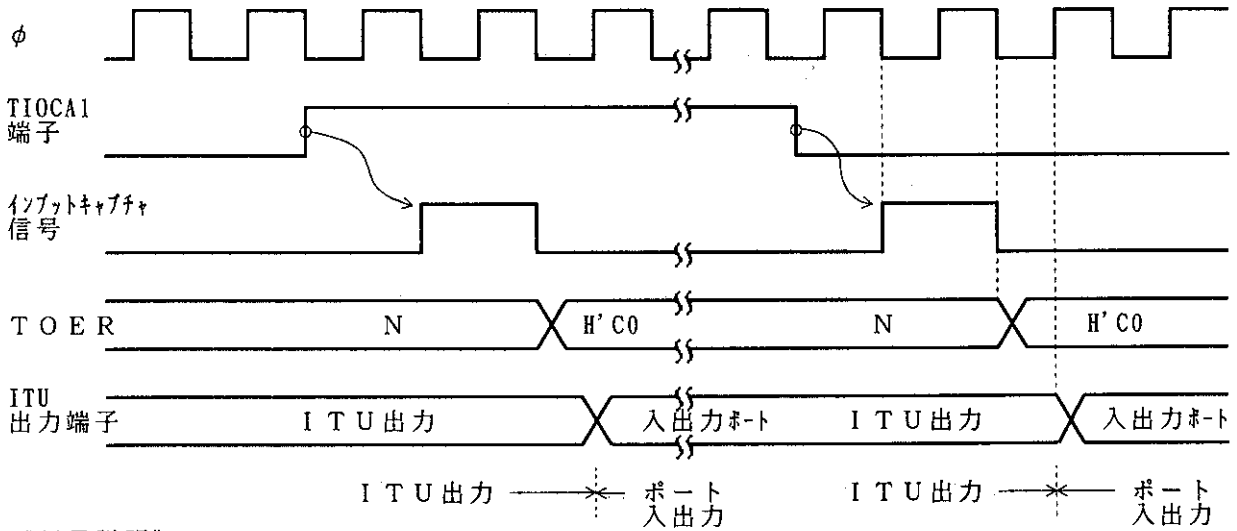 φ
TIOCA1
端子
インプットキャプチャ
信号
TOER
N
H'C0
N
H'C0
ITU
出力端子
ITU出力
入出力ポート
ITU出力
入出力ポート
ITU出力
ポート
入出力
ITU出力
ポート
入出力